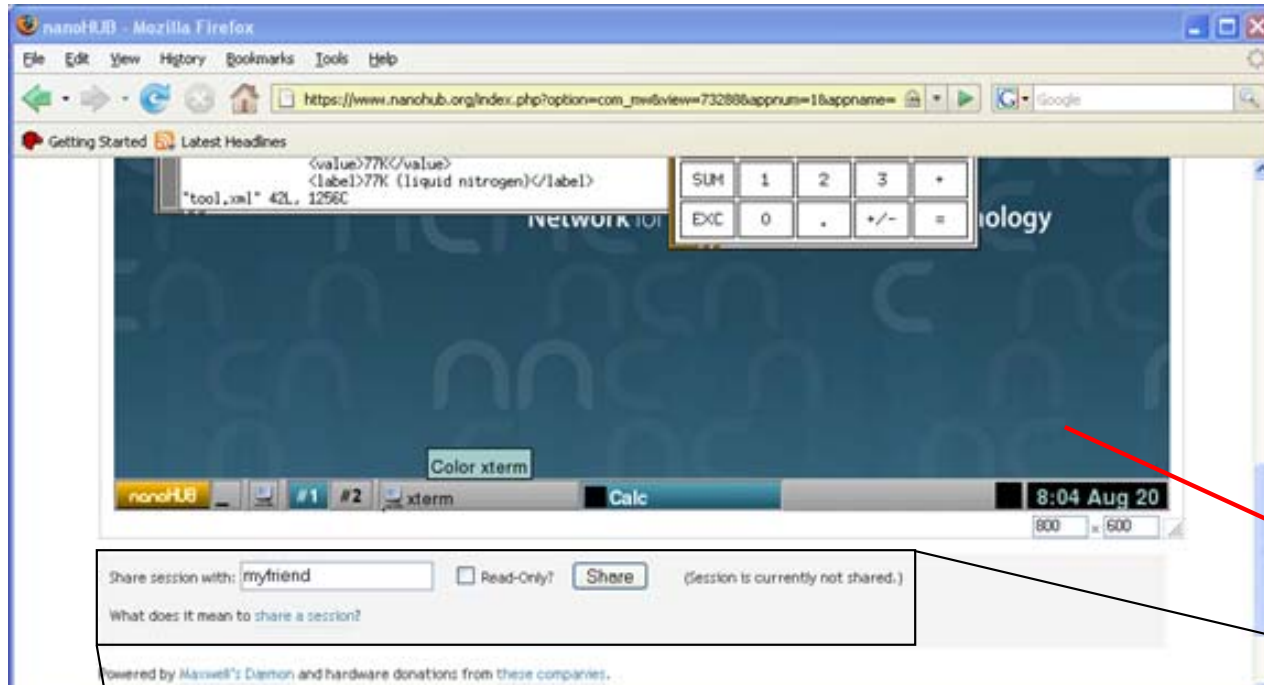 nanoHUB - Mozilla Firefox
File Edit View History Bookmarks Tools Help
https://www.nanohub.org/index.php?option=com_mw&view=73288&appnum=1&appname= Google
Getting Started Latest Headlines
<value>77K</value>
<label>77K (liquid nitrogen)</label>
"tool.xml" 42L, 1256C
SUM 1 2 3 +
EXC 0 . +/- =
Network for ology
Color xterm
nanoHUB #1 #2 xterm Calc 8:04 Aug 20
800 x 600
Share session with: myfriend Read-Only? Share (Session is currently not shared.)
What does it mean to share a session?
Powered by Maxwell's Daemon and hardware donations from these companies.